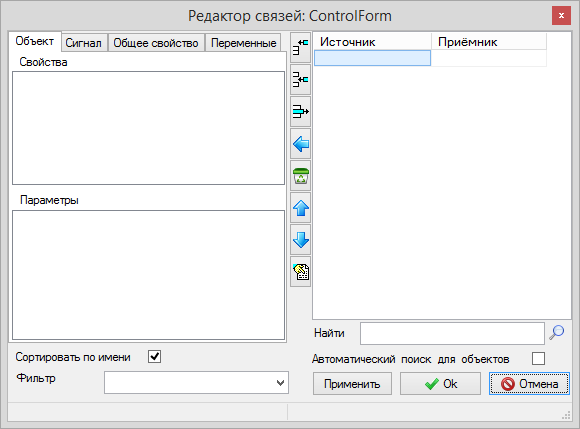 Редактор связей: ControlForm
Объект Сигнал Общее свойство Переменные
Источник Приёмник
Свойства
Параметры
Найти
Сортировать по имени
Автоматический поиск для объектов
Фильтр
Применить Ok Отмена